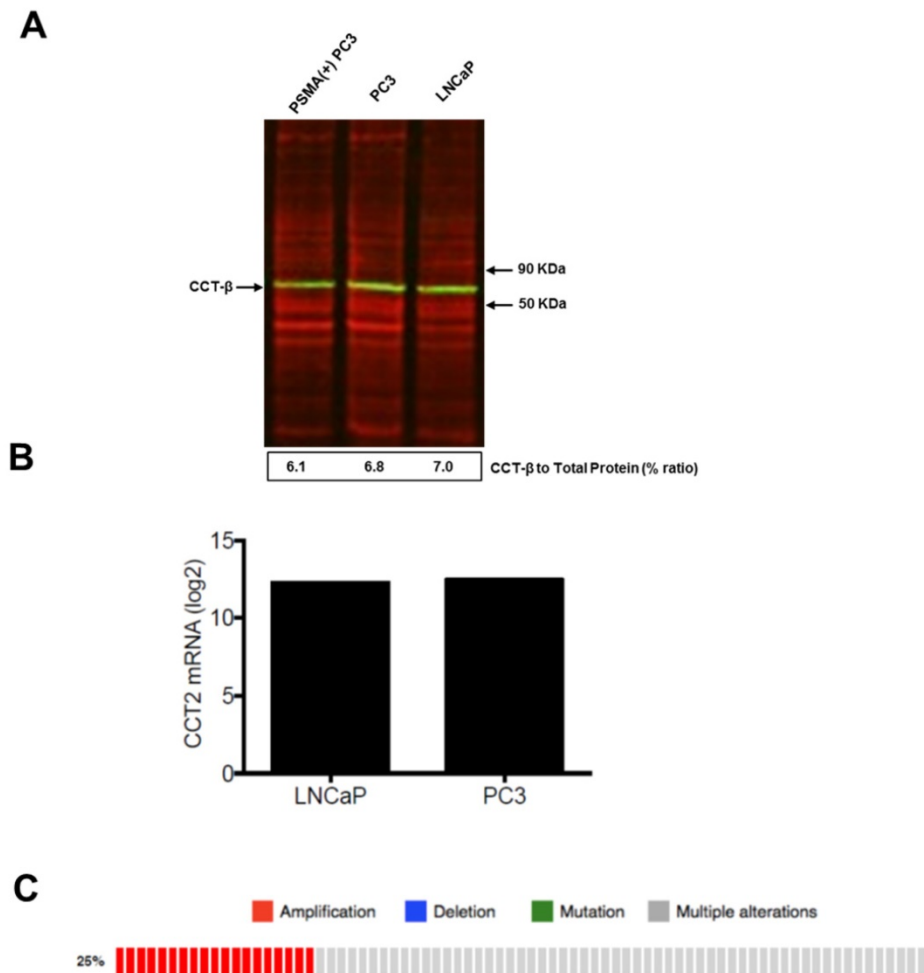 A
PSMA(+) PC3
PC3
LNCaP
90 KDa
CCT-β
50 KDa
B
6.1 6.8 7.0 CCT-β to Total Protein (% ratio)
15
10
5
0
CCT2 mRNA (log2)
LNCaP PC3
C
Amplification Deletion Mutation Multiple alterations
25%